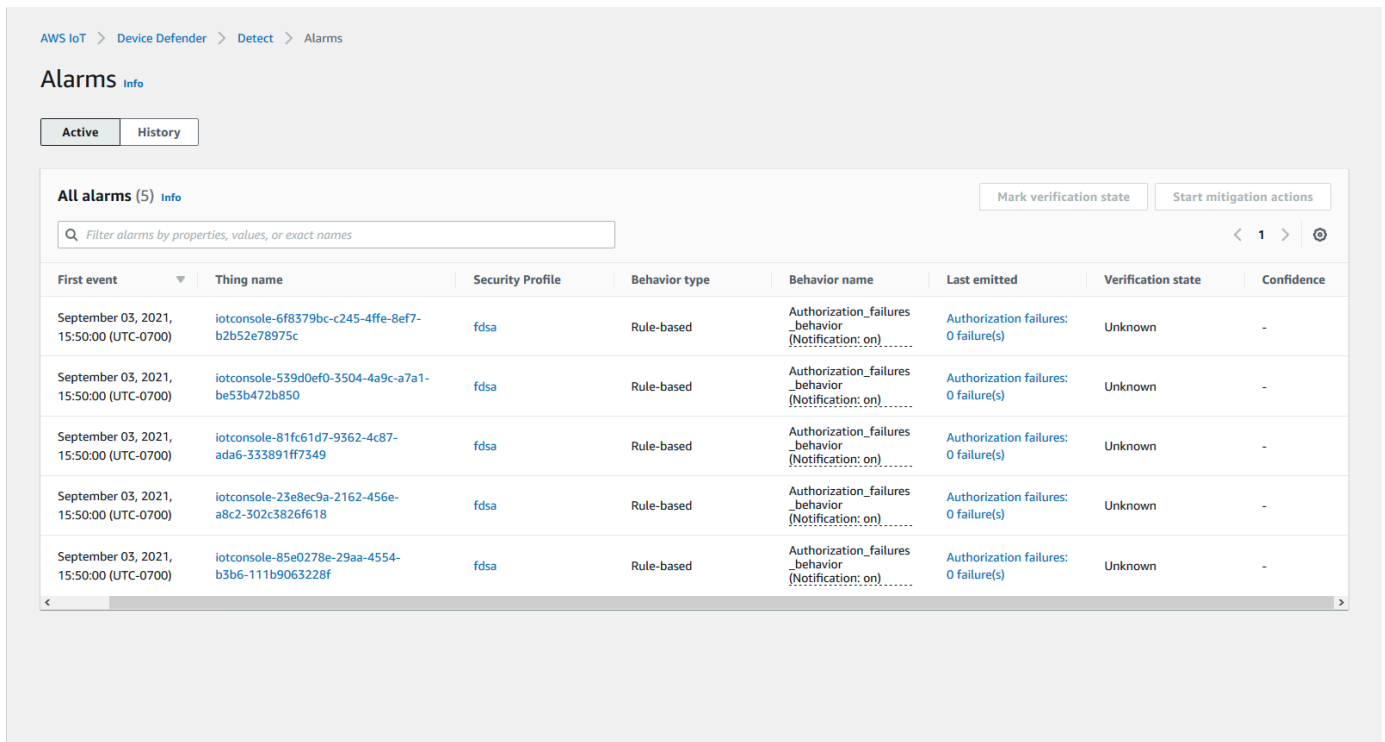 AWS IoT > Device Defender > Detect > Alarms
Alarms Info
Active History
All alarms (5) Info Mark verification state Start mitigation actions
Filter alarms by properties, values, or exact names < 1 >
First event Thing name Security Profile Behavior type Behavior name Last emitted Verification state Confidence
September 03, 2021, iotconsole-6f8379bc-c245-4ffe-8ef7- fdsa Rule-based Authorization_failures Authorization failures: Unknown -
15:50:00 (UTC-0700) b2b52e78975c _behavior 0 failure(s)
(Notification: on)
September 03, 2021, iotconsole-539d0ef0-3504-4a9c-a7a1- fdsa Rule-based Authorization_failures Authorization failures: Unknown -
15:50:00 (UTC-0700) be53b472b850 _behavior 0 failure(s)
(Notification: on)
September 03, 2021, iotconsole-81fc61d7-9362-4c87- fdsa Rule-based Authorization_failures Authorization failures: Unknown -
15:50:00 (UTC-0700) ada6-333891ff7349 _behavior 0 failure(s)
(Notification: on)
September 03, 2021, iotconsole-23e8ec9a-2162-456e- fdsa Rule-based Authorization_failures Authorization failures: Unknown -
15:50:00 (UTC-0700) a8c2-302c3826f618 _behavior 0 failure(s)
(Notification: on)
September 03, 2021, iotconsole-85e0278e-29aa-4554- fdsa Rule-based Authorization_failures Authorization failures: Unknown -
15:50:00 (UTC-0700) b3b6-111b9063228f _behavior 0 failure(s)
(Notification: on)